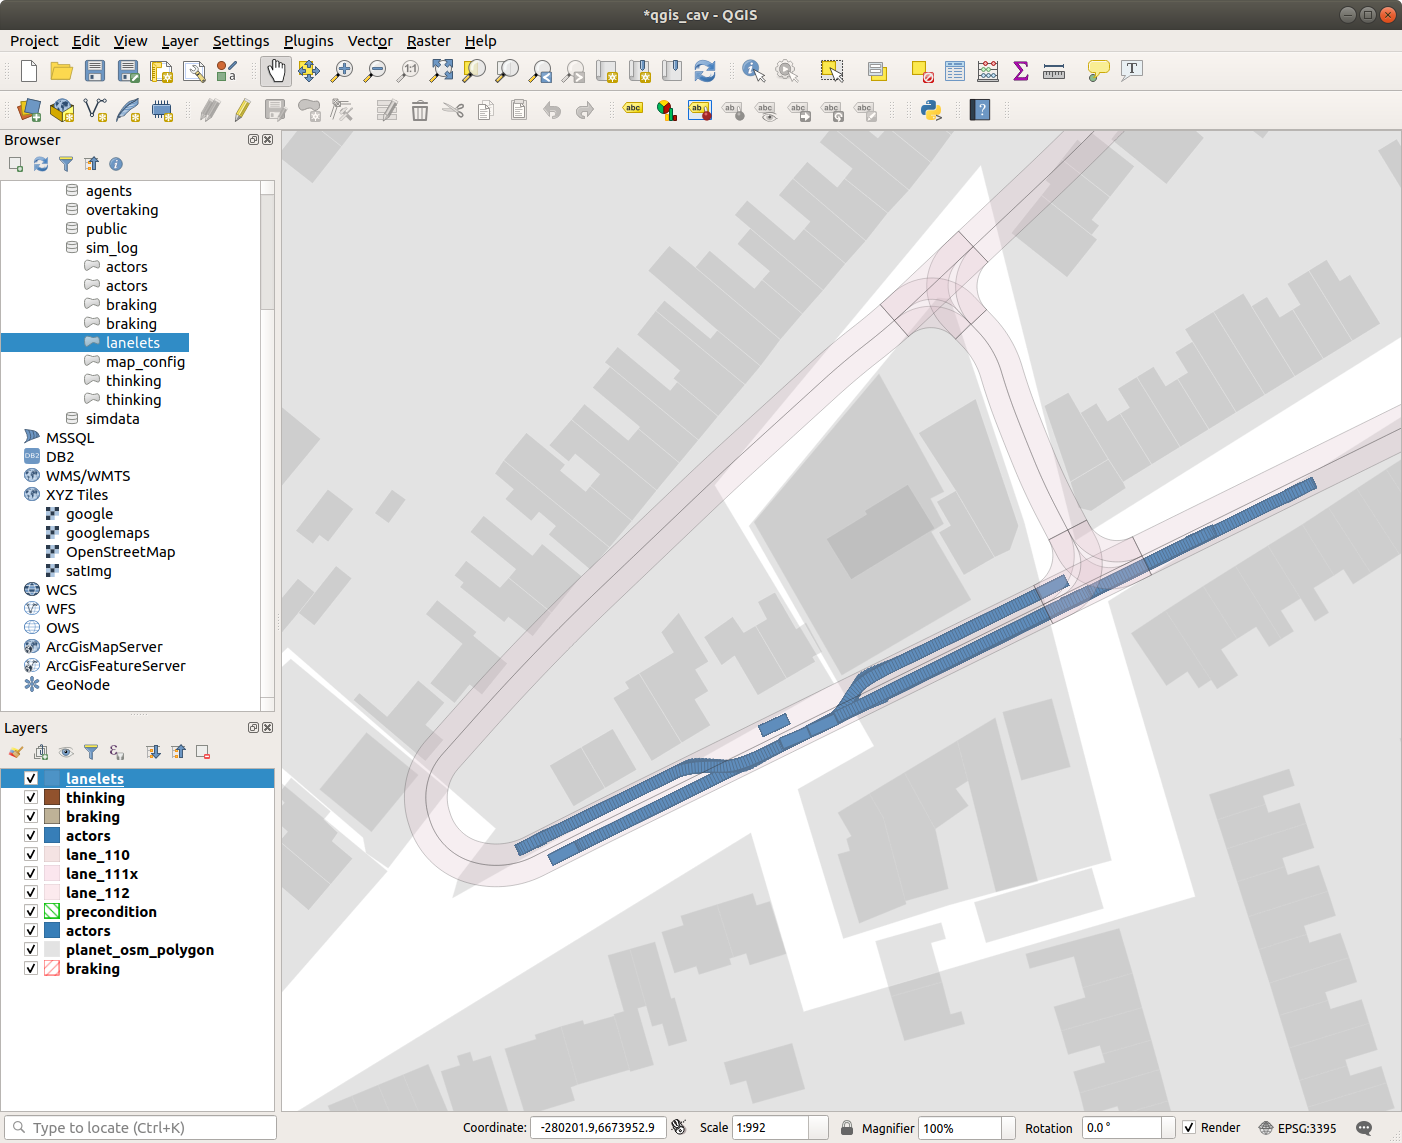 *qgis_cav - QGIS
Project Edit View Layer Settings Plugins Vector Raster Help
Browser
agents
overtaking
public
sim_log
actors
actors
braking
braking
lanelets
map_config
thinking
thinking
simdata
MSSQL
DB2
WMS/WMTS
XYZ Tiles
google
googlemaps
OpenStreetMap
satImg
WCS
WFS
OWS
ArcGisMapServer
ArcGisFeatureServer
GeoNode
Layers
lanelets
thinking
braking
actors
lane_110
lane_111x
lane_112
precondition
actors
planet_osm_polygon
braking
Type to locate (Ctrl+K) Coordinate: -280201.9,6673952.9 Scale 1:992 Magnifier 100% Rotation 0.0 ° Render EPSG:3395